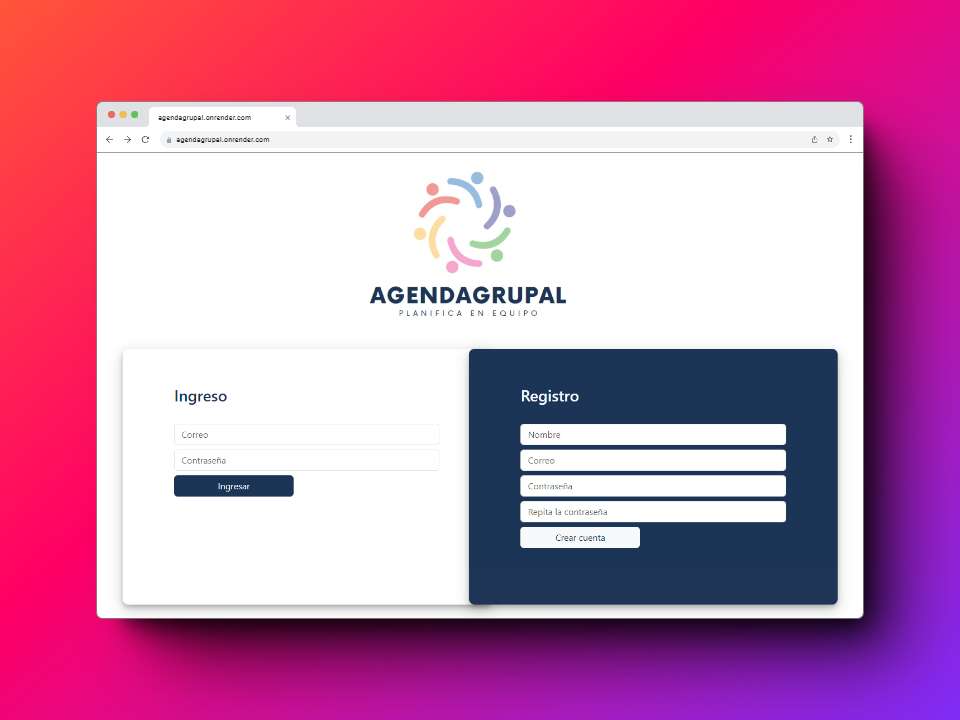 agendagrupal.onrender.com
agendagrupal.onrender.com
AGENDAGRUPAL
PLANIFICA EN EQUIPO
Ingreso
Correo
Contraseña
Ingresar
Registro
Nombre
Correo
Contraseña
Repita la contraseña
Crear cuenta